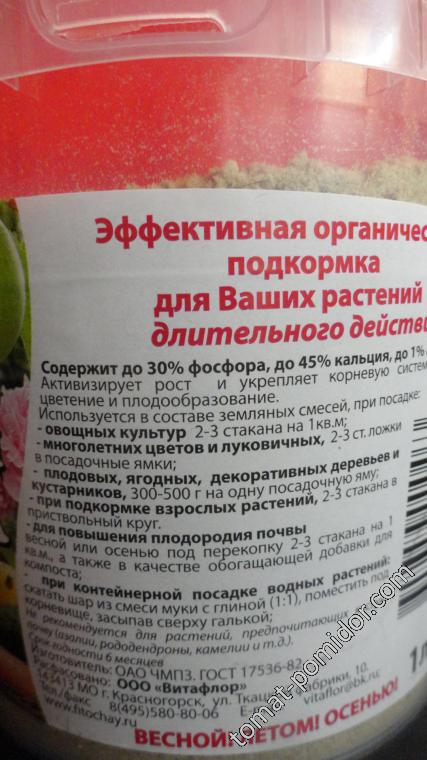 Эффективная органичес
подкормка
для Ваших растений
длительного действи
Содержит до 30% фосфора, до 45% кальция, до 1%
Активизирует рост и укрепляет корневую систем
цветение и плодообразование.
Используется в составе земляных смесей, при посадке:
- овощных культур 2-3 стакана на 1кв.м;
- многолетних цветов и луковичных, 2-3 ст.ложки
в посадочные ямки;
- плодовых, ягодных, декоративных деревьев и
кустарников, 300-500 г на одну посадочную яму;
- при подкормке взрослых растений, 2-3 стакана в
приствольный круг.
- для повышения плодородия почвы
весной или осенью под перекопку 2-3 стакана на 1
кв.м., а также в качестве обогащающей добавки для
компоста;
- при контейнерной посадке водных растений:
скатать шар из смеси муки с глиной (1:1), поместить под
корневище, засыпав сверху галькой;
Не рекомендуется для растений, предпочитающих
почву (азалии, рододендроны, камелии и т.д.).
Срок годности 6 месяцев
Изготовитель: ОАО ЧМПЗ. ГОСТ 17536-82
Расфасовано: ООО «Витафлор»
143413 МО г. Красногорск, ул. Ткацкой Фабрики, 10.
Тел./факс 8(495)580-80-06 E-mail: vitaflor@bk.ru
www.fitochay.ru
ВЕСНОЙ!ЛЕТОМ! ОСЕНЬЮ!
1л
tomat-pomidor.com